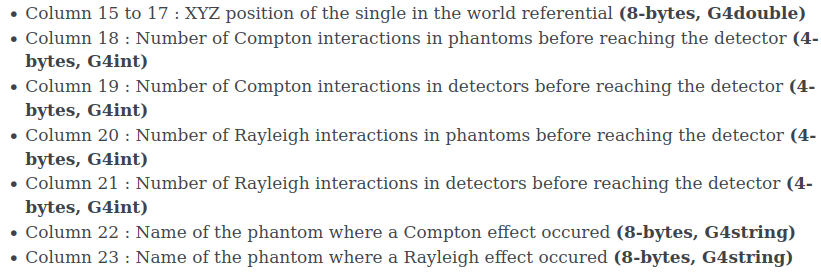 • Column 15 to 17 : XYZ position of the single in the world referential (8-bytes, G4double)
• Column 18 : Number of Compton interactions in phantoms before reaching the detector (4-
bytes, G4int)
• Column 19 : Number of Compton interactions in detectors before reaching the detector (4-
bytes, G4int)
• Column 20 : Number of Rayleigh interactions in phantoms before reaching the detector (4-
bytes, G4int)
• Column 21 : Number of Rayleigh interactions in detectors before reaching the detector (4-
bytes, G4int)
• Column 22 : Name of the phantom where a Compton effect occured (8-bytes, G4string)
• Column 23 : Name of the phantom where a Rayleigh effect occured (8-bytes, G4string)